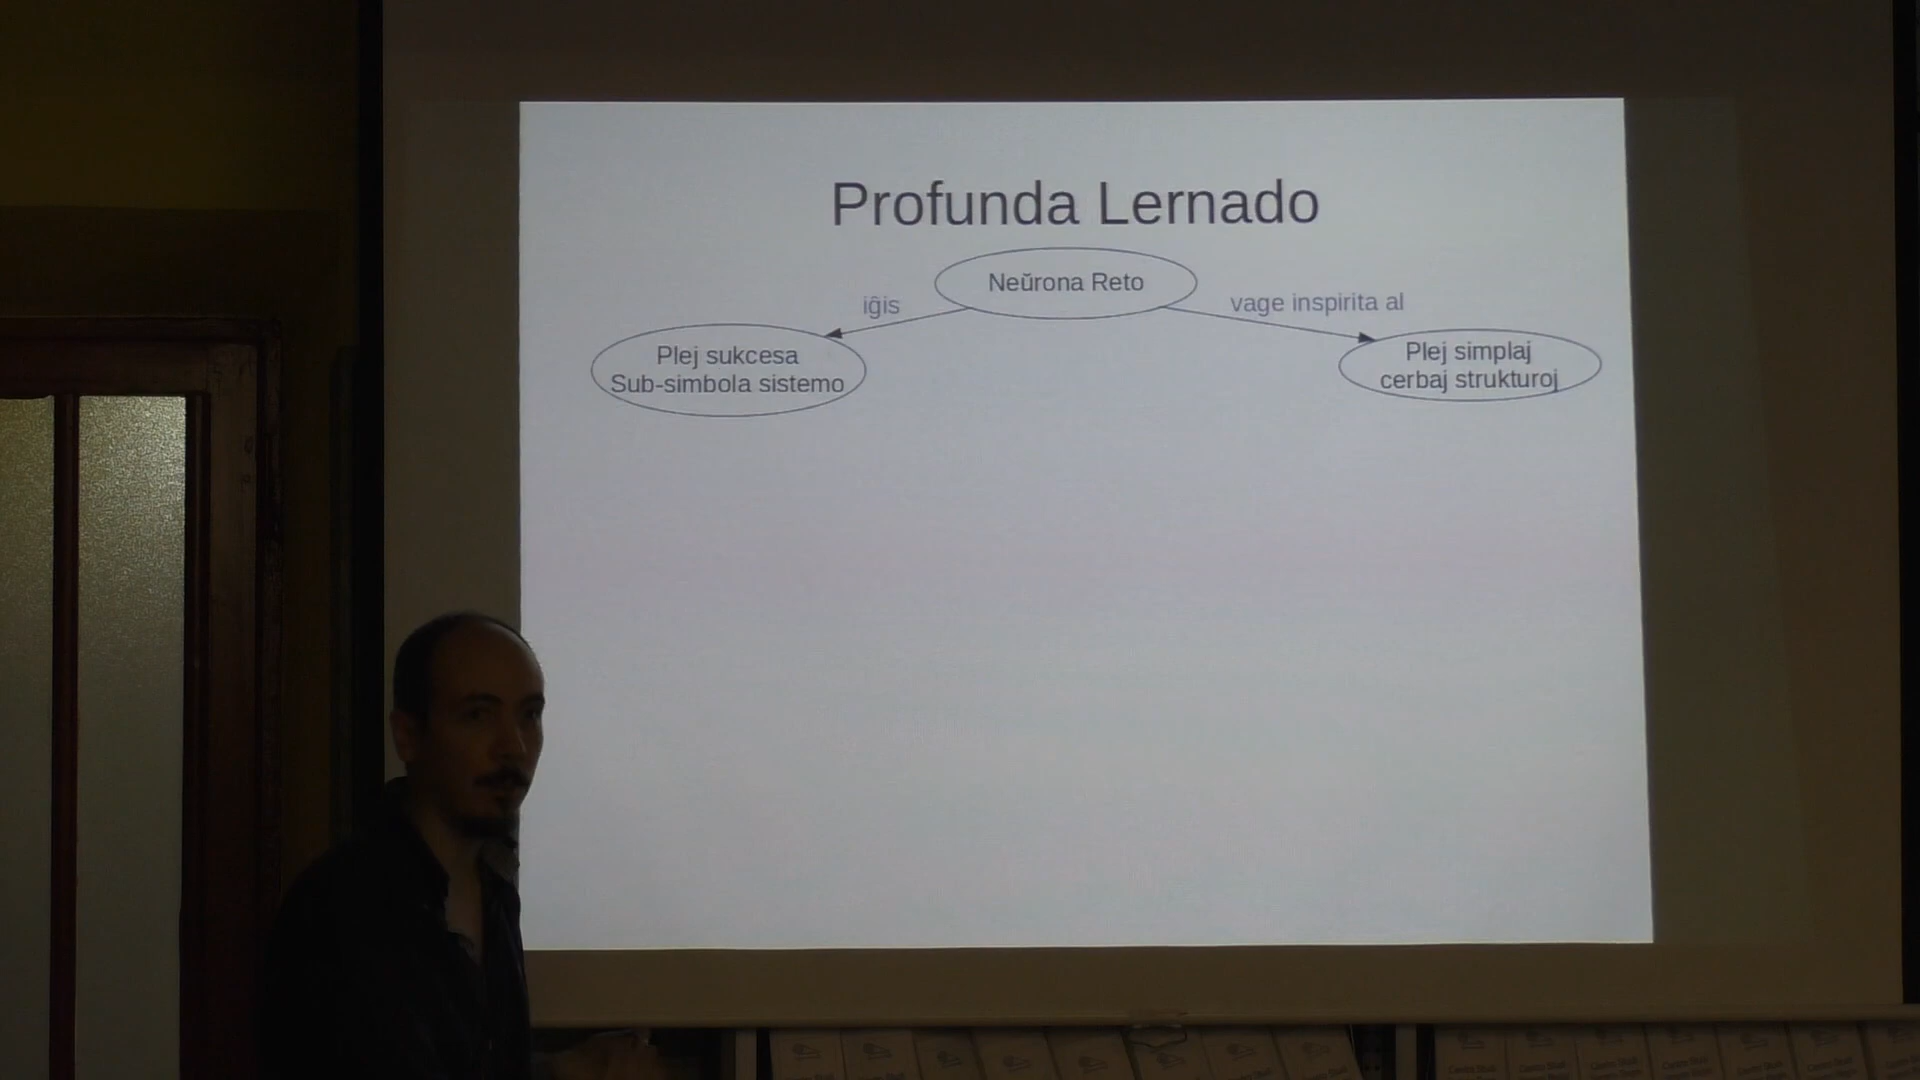 Profunda Lernado
Neŭrona Reto
iĝis
vage inspirita al
Plej sukcesa
Sub-simbola sistemo
Plej simplaj
cerbaj strukturoj